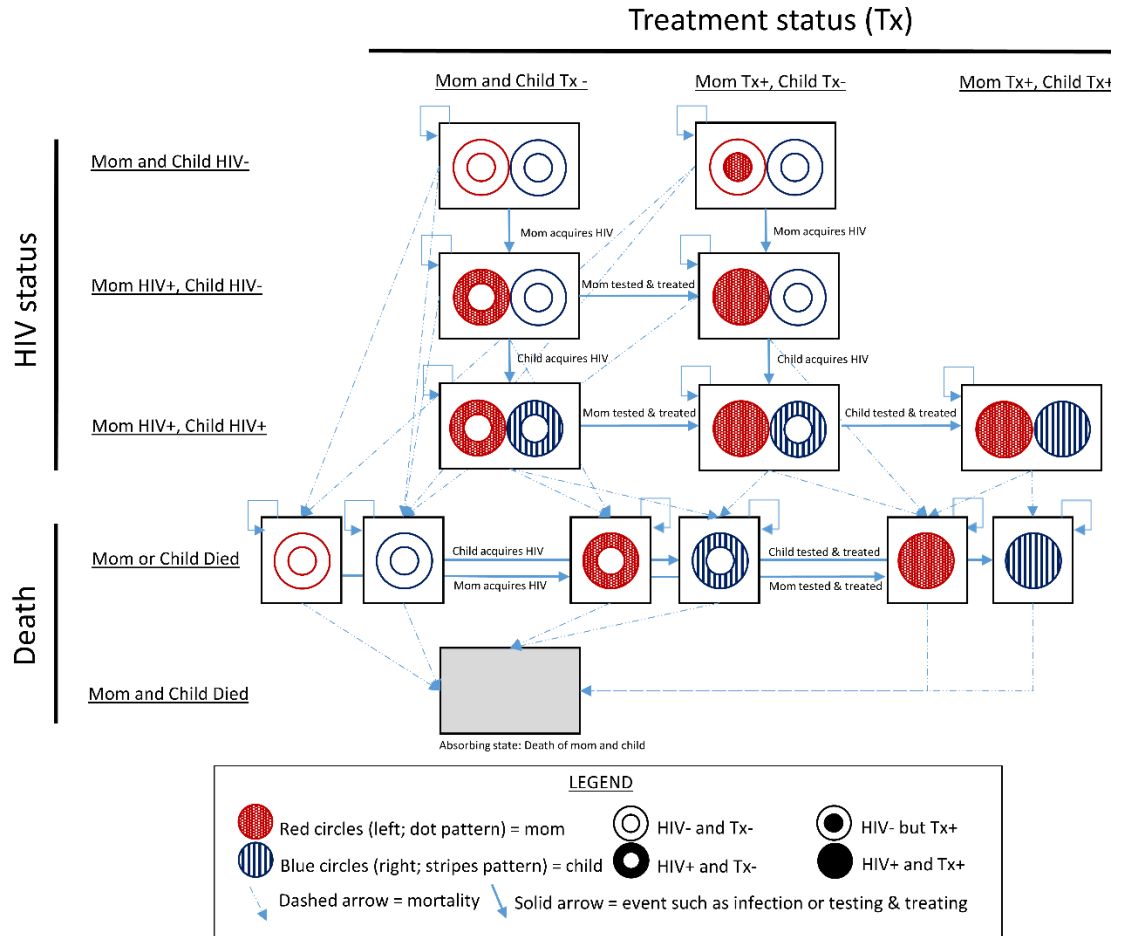 Treatment status (Tx)
Mom and Child Tx -
Mom Tx+, Child Tx-
Mom Tx+, Child Tx+
HIV status
Mom and Child HIV-
Mom acquires HIV
Mom acquires HIV
Mom HIV+, Child HIV-
Mom tested & treated
Child acquires HIV
Child acquires HIV
Mom HIV+, Child HIV+
Mom tested & treated
Child tested & treated
Death
Mom or Child Died
Child acquires HIV
Child tested & treated
Mom acquires HIV
Mom tested & treated
Mom and Child Died
Absorbing state: Death of mom and child
LEGEND
Red circles (left; dot pattern) = mom
HIV- and Tx-
HIV- but Tx+
Blue circles (right; stripes pattern) = child
HIV+ and Tx-
HIV+ and Tx+
Dashed arrow = mortality
Solid arrow = event such as infection or testing & treating